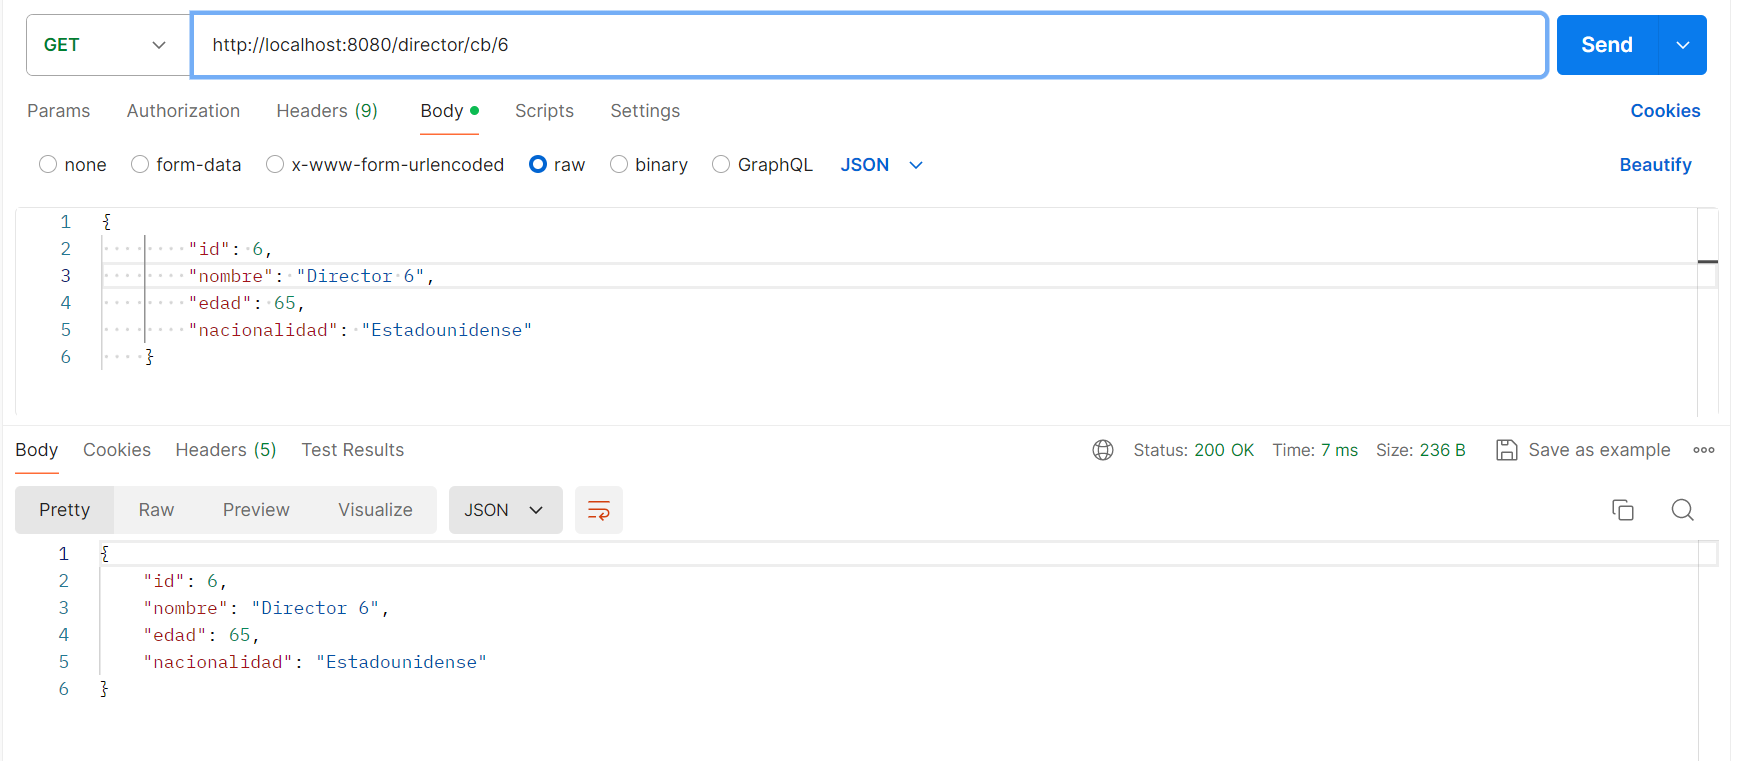 GET http://localhost:8080/director/cb/6 Send
Params Authorization Headers (9) Body Scripts Settings Cookies
none form-data x-www-form-urlencoded raw binary GraphQL JSON Beautify
1 {
2 "id": 6,
3 "nombre": "Director 6",
4 "edad": 65,
5 "nacionalidad": "Estadounidense"
6 }
Body Cookies Headers (5) Test Results Status: 200 OK Time: 7 ms Size: 236 B Save as example
Pretty Raw Preview Visualize JSON
1 {
2 "id": 6,
3 "nombre": "Director 6",
4 "edad": 65,
5 "nacionalidad": "Estadounidense"
6 }